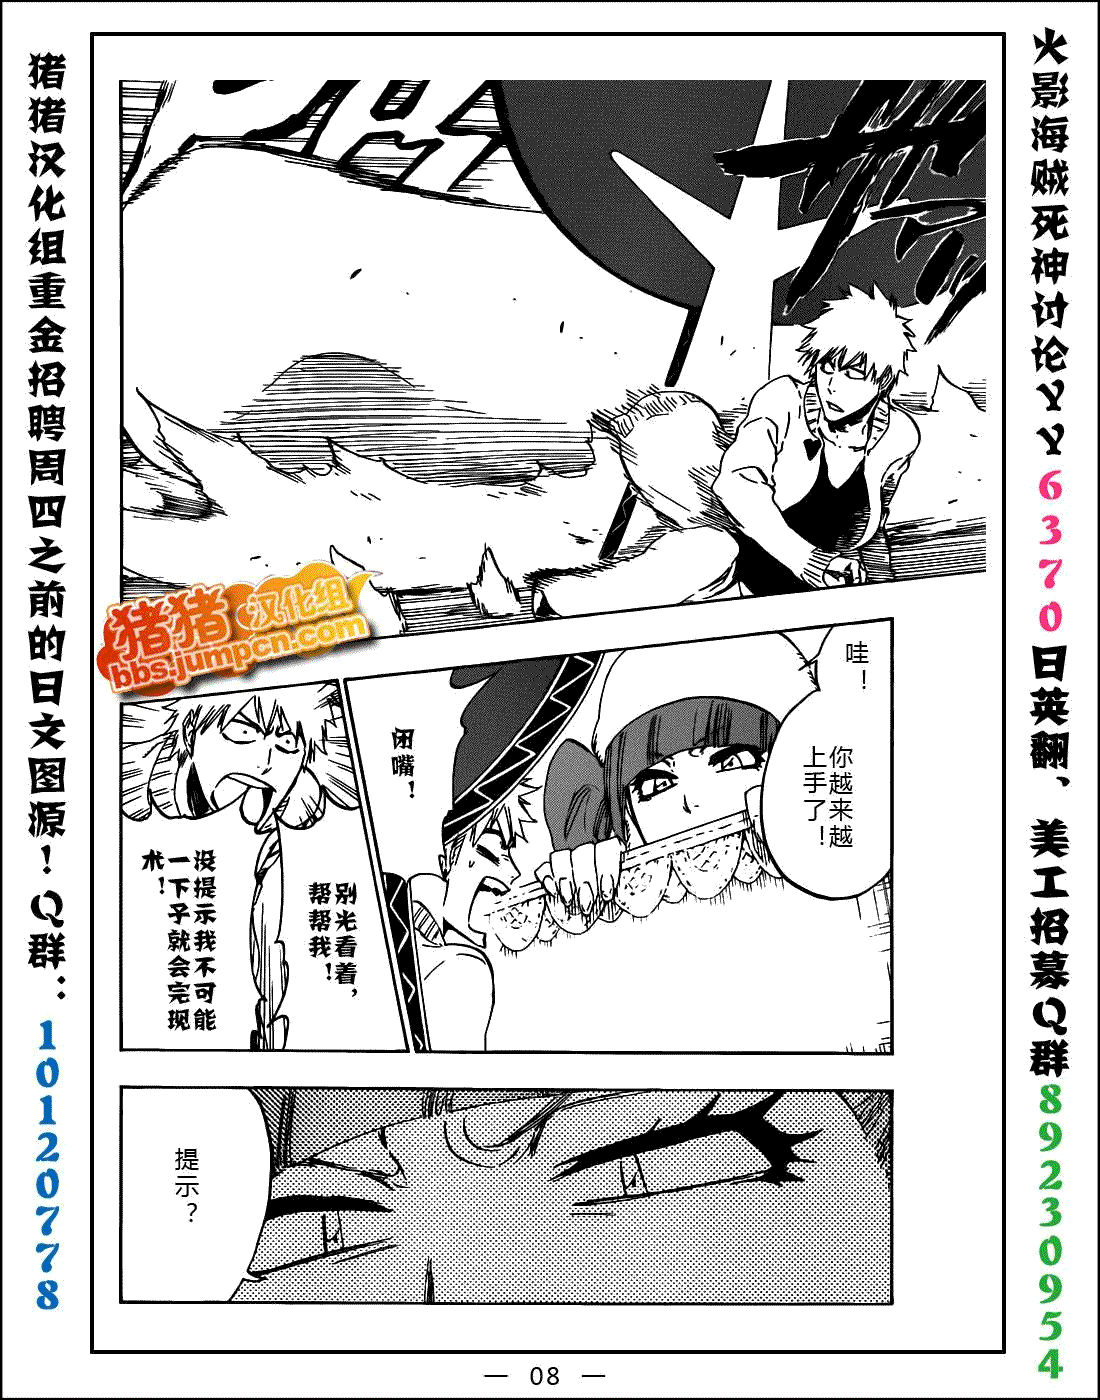 猪猪汉化组重金招聘周四之前的日文图源！Q群：10120778
火影海贼死神讨论YY6370日英翻、美工招募Q群89230954
猪猪汉化组
bbs.jumpcn.com
哇！
你越来越
上手了！
闭嘴！
别光看着，
帮帮我！
没提示我不可能
一下子就会完现
术！
提示？
— 08 —